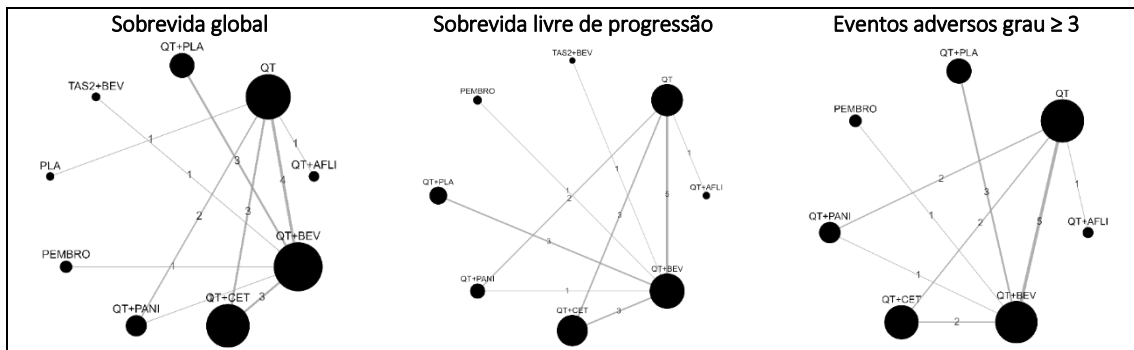 Sobrevida global
QT+PLA
QT
TAS2+BEV
PLA
1
1
QT+AFLI
3
4
1
2
3
QT+BEV
PEMBRO
1
QT+CET
3
QT+PANI
Sobrevida livre de progressão
TAS2+BEV
QT
PEMBRO
1
QT+AFLI
1
1
2
5
3
QT+PLA
3
QT+BEV
QT+PANI
1
3
QT+CET
Eventos adversos grau ≥ 3
QT+PLA
QT
PEMBRO
2
3
1
QT+AFLI
1
2
5
QT+PANI
1
QT+BEV
QT+CET
2